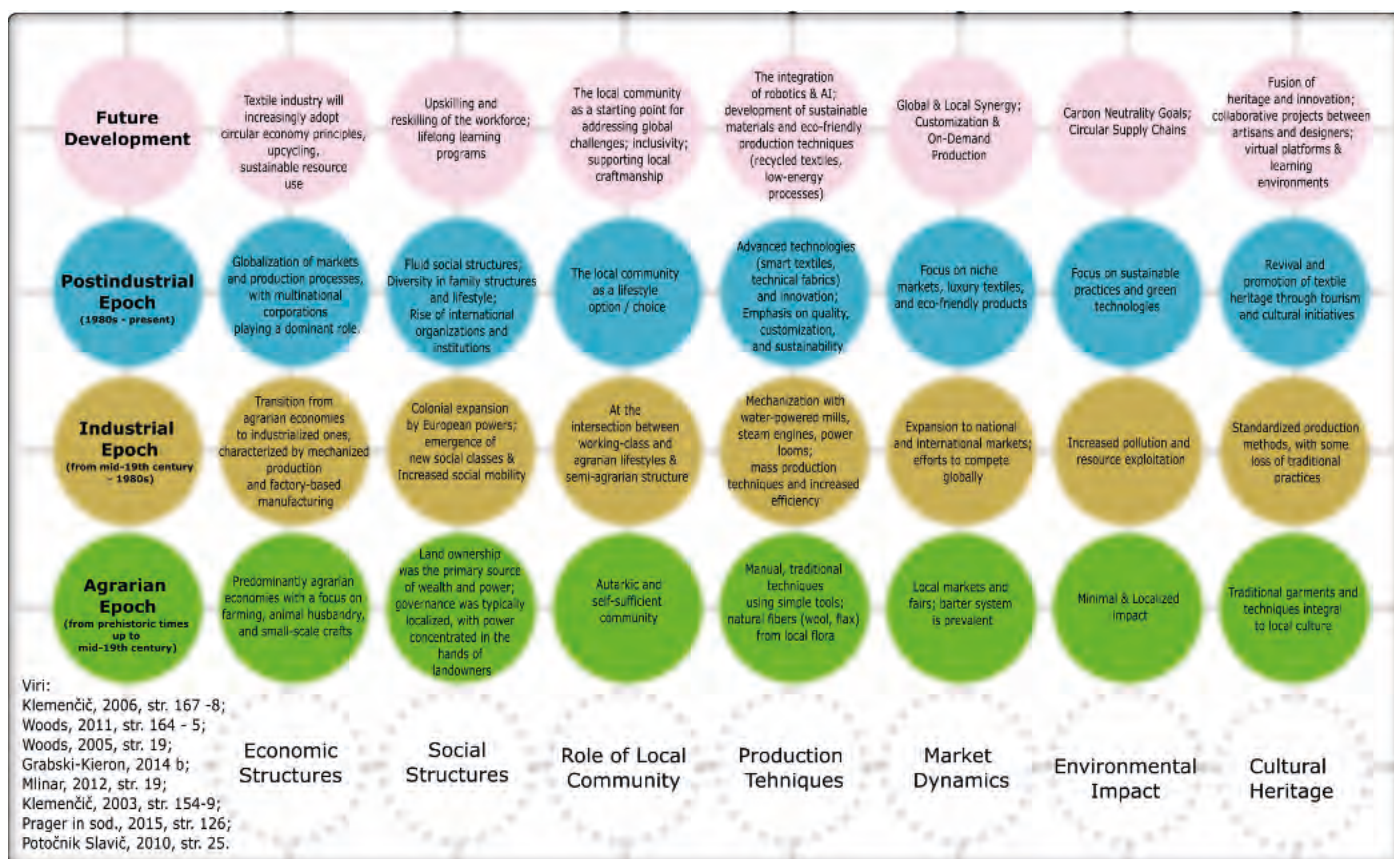 Future
Development
Textile industry will
increasingly adopt
circular economy principles,
upcycling,
sustainable resource
use
Upskilling and
reskilling of the workforce;
lifelong learning
programs
The local community
as a starting point for
addressing global
challenges; inclusivity;
supporting local
craftmanship
The integration
of robotics & AI;
development of sustainable
materials and eco-friendly
production techniques
(recycled textiles,
low-energy
processes)
Global & Local Synergy;
Customization &
On-Demand
Production
Carbon Neutrality Goals;
Circular Supply Chains
Fusion of
heritage and innovation;
collaborative projects between
artisans and designers;
virtual platforms &
learning
environments
Postindustrial
Epoch
(1980s - present)
Globalization of markets
and production processes,
with multinational
corporations
playing a dominant role.
Fluid social structures;
Diversity in family structures
and lifestyle;
Rise of international
organizations and
institutions
The local community
as a lifestyle
option / choice
Advanced technologies
(smart textiles,
technical fabrics)
and innovation;
Emphasis on quality,
customization,
and sustainability
Focus on niche
markets, luxury textiles,
and eco-friendly products
Focus on sustainable
practices and green
technologies
Revival and
promotion of textile
heritage through tourism
and cultural initiatives
Industrial
Epoch
(from mid-19th century
- 1980s)
Transition from
agrarian economies
to industrialized ones,
characterized by mechanized
production
and factory-based
manufacturing
Colonial expansion
by European powers;
emergence of
new social classes &
Increased social mobility
At the
intersection between
working-class and
agrarian lifestyles &
semi-agrarian structure
Mechanization with
water-powered mills,
steam engines, power
looms;
mass production
techniques and increased
efficiency
Expansion to national
and international markets;
efforts to compete
globally
Increased pollution and
resource exploitation
Standardized production
methods, with some
loss of traditional
practices
Agrarian
Epoch
(from prehistoric times
up to
mid-19th century)
Predominantly agrarian
economies with a focus on
farming, animal husbandry,
and small-scale crafts
Land ownership
was the primary source
of wealth and power;
governance was typically
localized, with power
concentrated in the
hands of
landowners
Autarkic and
self-sufficient
community
Manual, traditional
techniques
using simple tools;
natural fibers (wool, flax)
from local flora
Local markets and
fairs; barter system
is prevalent
Minimal & Localized
impact
Traditional garments and
techniques integral
to local culture
Viri:
Klemenčič, 2006, str. 167 -8;
Woods, 2011, str. 164 - 5;
Woods, 2005, str. 19;
Grabski-Kieron, 2014 b;
Mlinar, 2012, str. 19;
Klemenčič, 2003, str. 154-9;
Prager in sod., 2015, str. 126;
Potočnik Slavič, 2010, str. 25.
Economic
Structures
Social
Structures
Role of Local
Community
Production
Tehniques
Market
Dynamics
Environmental
Impact
Cultural
Heritage